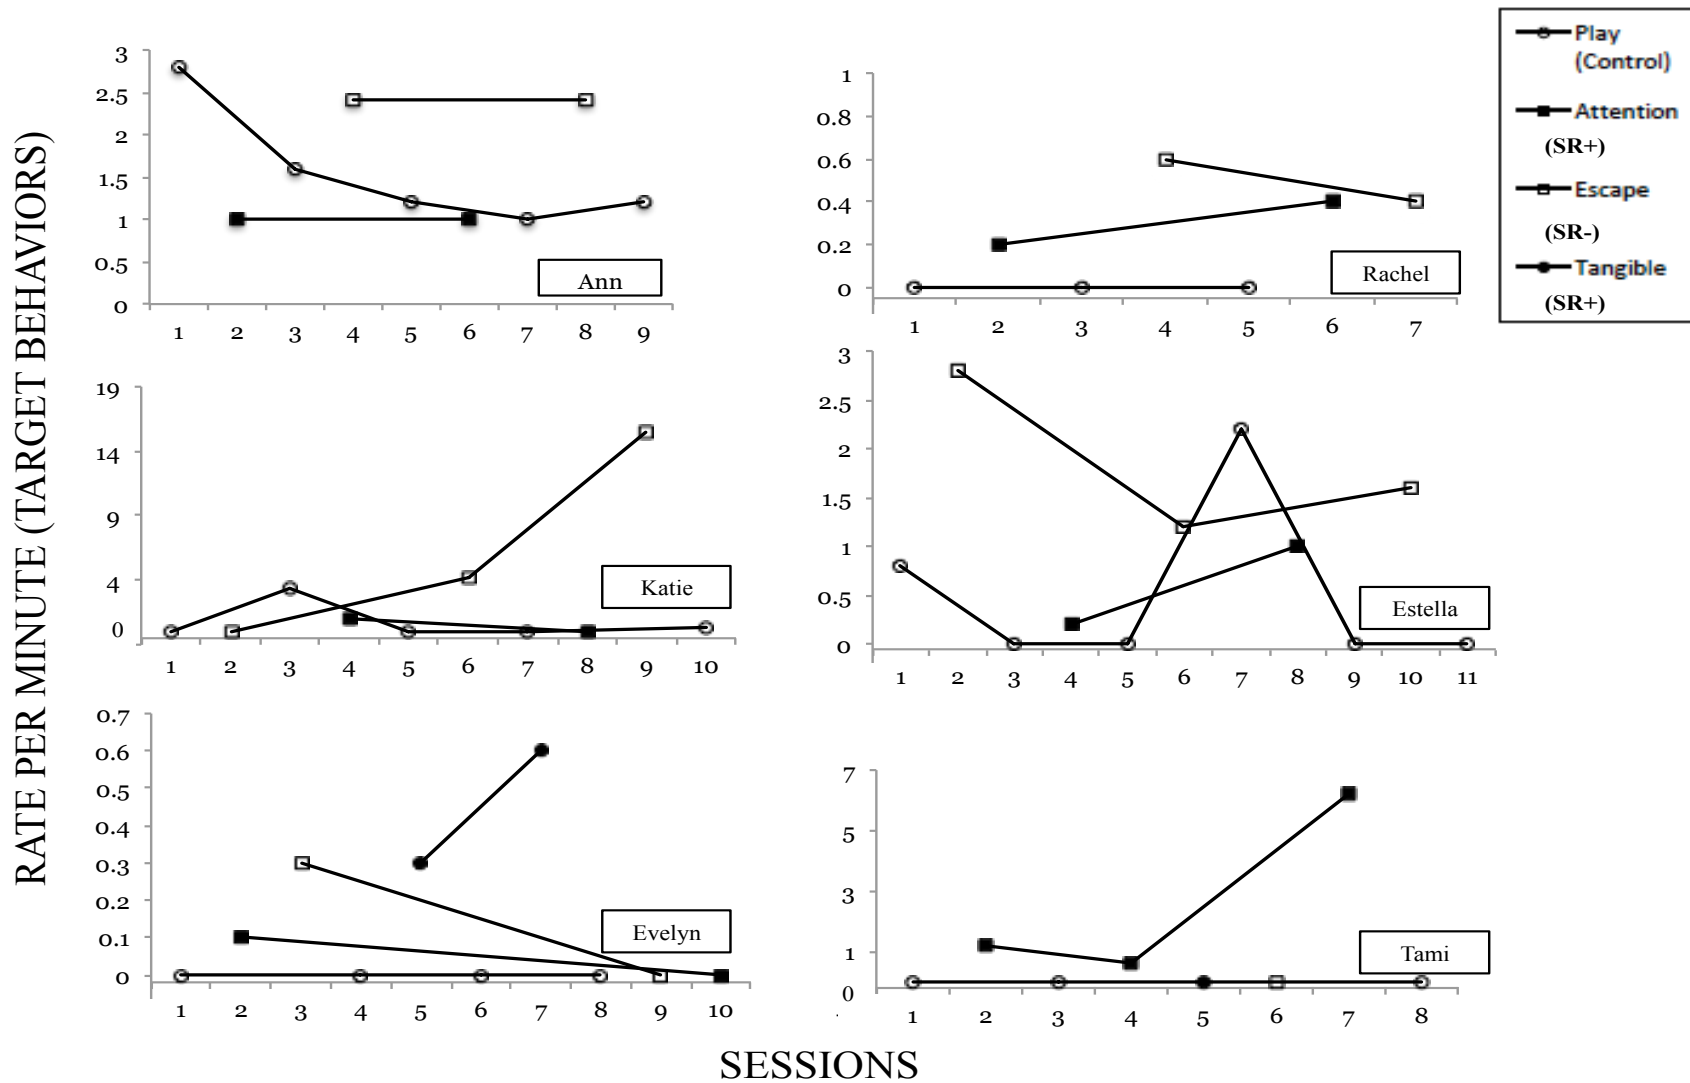 RATE PER MINUTE (TARGET BEHAVIORS)
3
2.5
2
1.5
1
0.5
0
1 2 3 4 5 6 7 8 9
Ann
1
0.8
0.6
0.4
0.2
0
1 2 3 4 5 6 7
Rachel
Play
(Control)
Attention
(SR+)
Escape
(SR-)
Tangible
(SR+)
19
14
9
4
0
1 2 3 4 5 6 7 8 9 10
Katie
3
2.5
2
1.5
1
0.5
0
1 2 3 4 5 6 7 8 9 10 11
Estella
0.7
0.6
0.5
0.4
0.3
0.2
0.1
0
1 2 3 4 5 6 7 8 9 10
Evelyn
7
5
3
1
0
1 2 3 4 5 6 7 8
Tami
SESSIONS